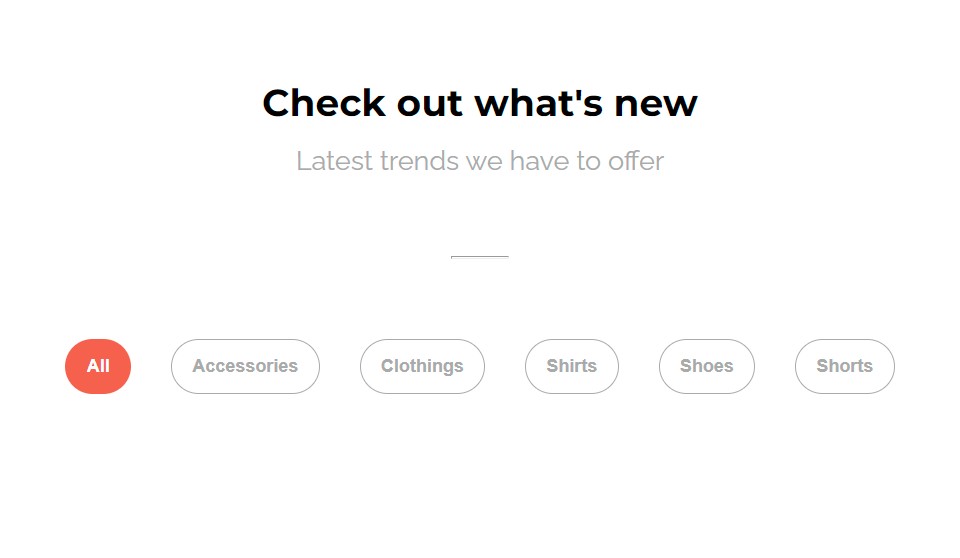 Check out what's new
Latest trends we have to offer
All Accessories Clothings Shirts Shoes Shorts